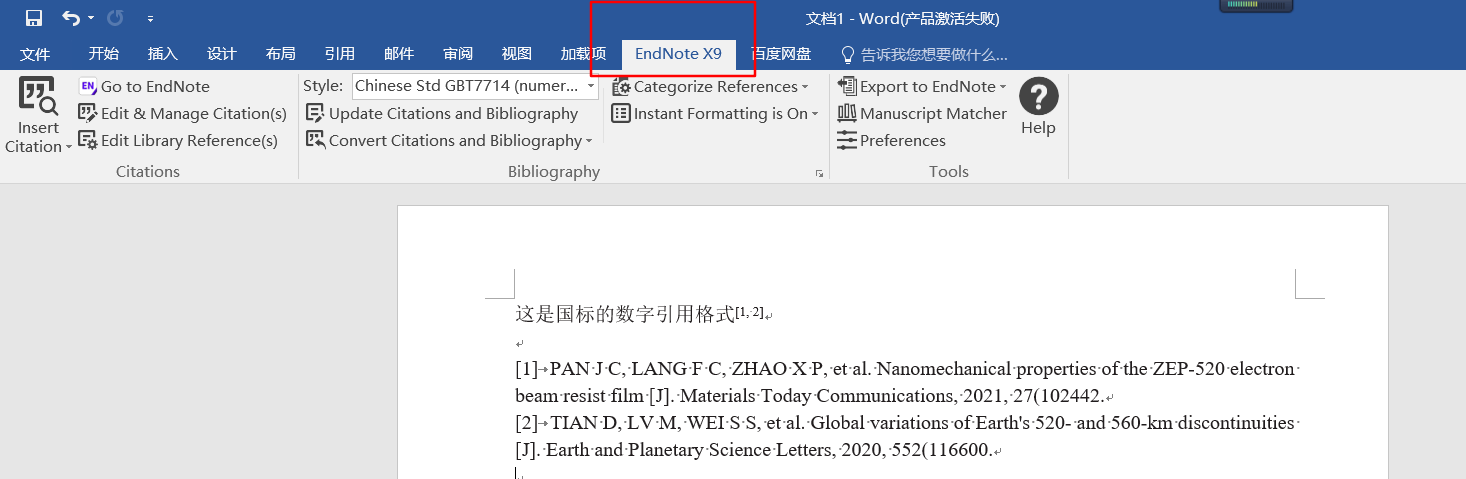 文档1 - Word(产品激活失败)
文件 开始 插入 设计 布局 引用 邮件 审阅 视图 加载项 EndNote X9 百度网盘 告诉我您想要做什么...
Insert Citation
EN Go to EndNote
Edit & Manage Citation(s)
Edit Library Reference(s)
Citations
Style: Chinese Std GBT7714 (numer...
Update Citations and Bibliography
Convert Citations and Bibliography
Categorize References
Instant Formatting is On
Bibliography
Export to EndNote
Manuscript Matcher
Preferences
Tools
Help
这是国标的数字引用格式[1, 2]
[1] PAN J C, LANG F C, ZHAO X P, et al. Nanomechanical properties of the ZEP-520 electron
beam resist film [J]. Materials Today Communications, 2021, 27(102442.
[2] TIAN D, LV M, WEI S S, et al. Global variations of Earth's 520- and 560-km discontinuities
[J]. Earth and Planetary Science Letters, 2020, 552(116600.